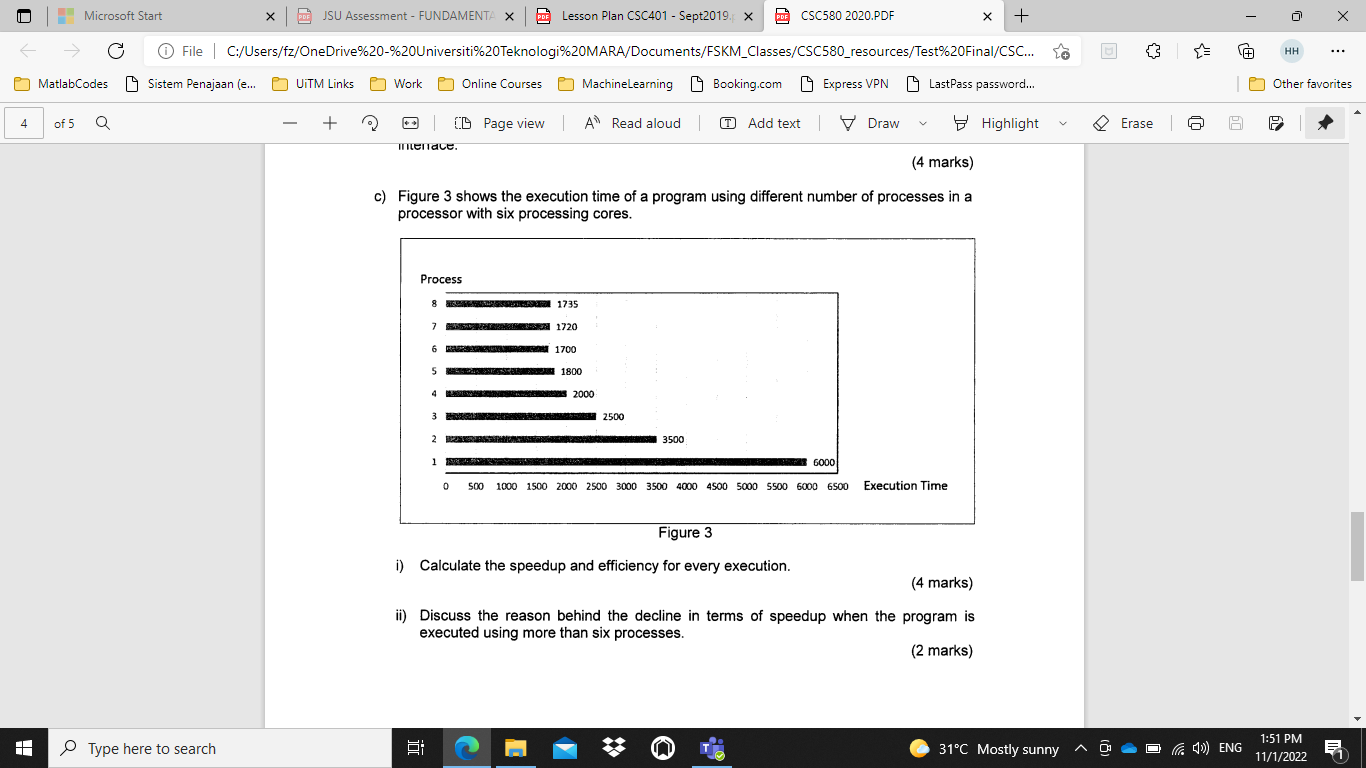 Microsoft Start
JSU Assessment - FUNDAMENTA
Lesson Plan CSC401 - Sept2019.
CSC580 2020.PDF
File
C:/Users/fz/OneDrive%20-%20Universiti%20Teknologi%20MARA/Documents/FSKM_Classes/CSC580_resources/Test%20Final/CSC...
HH
MatlabCodes
Sistem Penajaan (e...
UiTM Links
Work
Online Courses
MachineLearning
Booking.com
Express VPN
LastPass password...
Other favorites
4 of 5
Page view
Read aloud
Add text
Draw
Highlight
Erase
interface.
(4 marks)
c) Figure 3 shows the execution time of a program using different number of processes in a
processor with six processing cores.
Process
8 1735
7 1720
6 1700
5 1800
4 2000
3 2500
2 3500
1 6000
0 500 1000 1500 2000 2500 3000 3500 4000 4500 5000 5500 6000 6500 Execution Time
Figure 3
i) Calculate the speedup and efficiency for every execution.
(4 marks)
ii) Discuss the reason behind the decline in terms of speedup when the program is
executed using more than six processes.
(2 marks)
Type here to search
31°C Mostly sunny
ENG
1:51 PM
11/1/2022
1